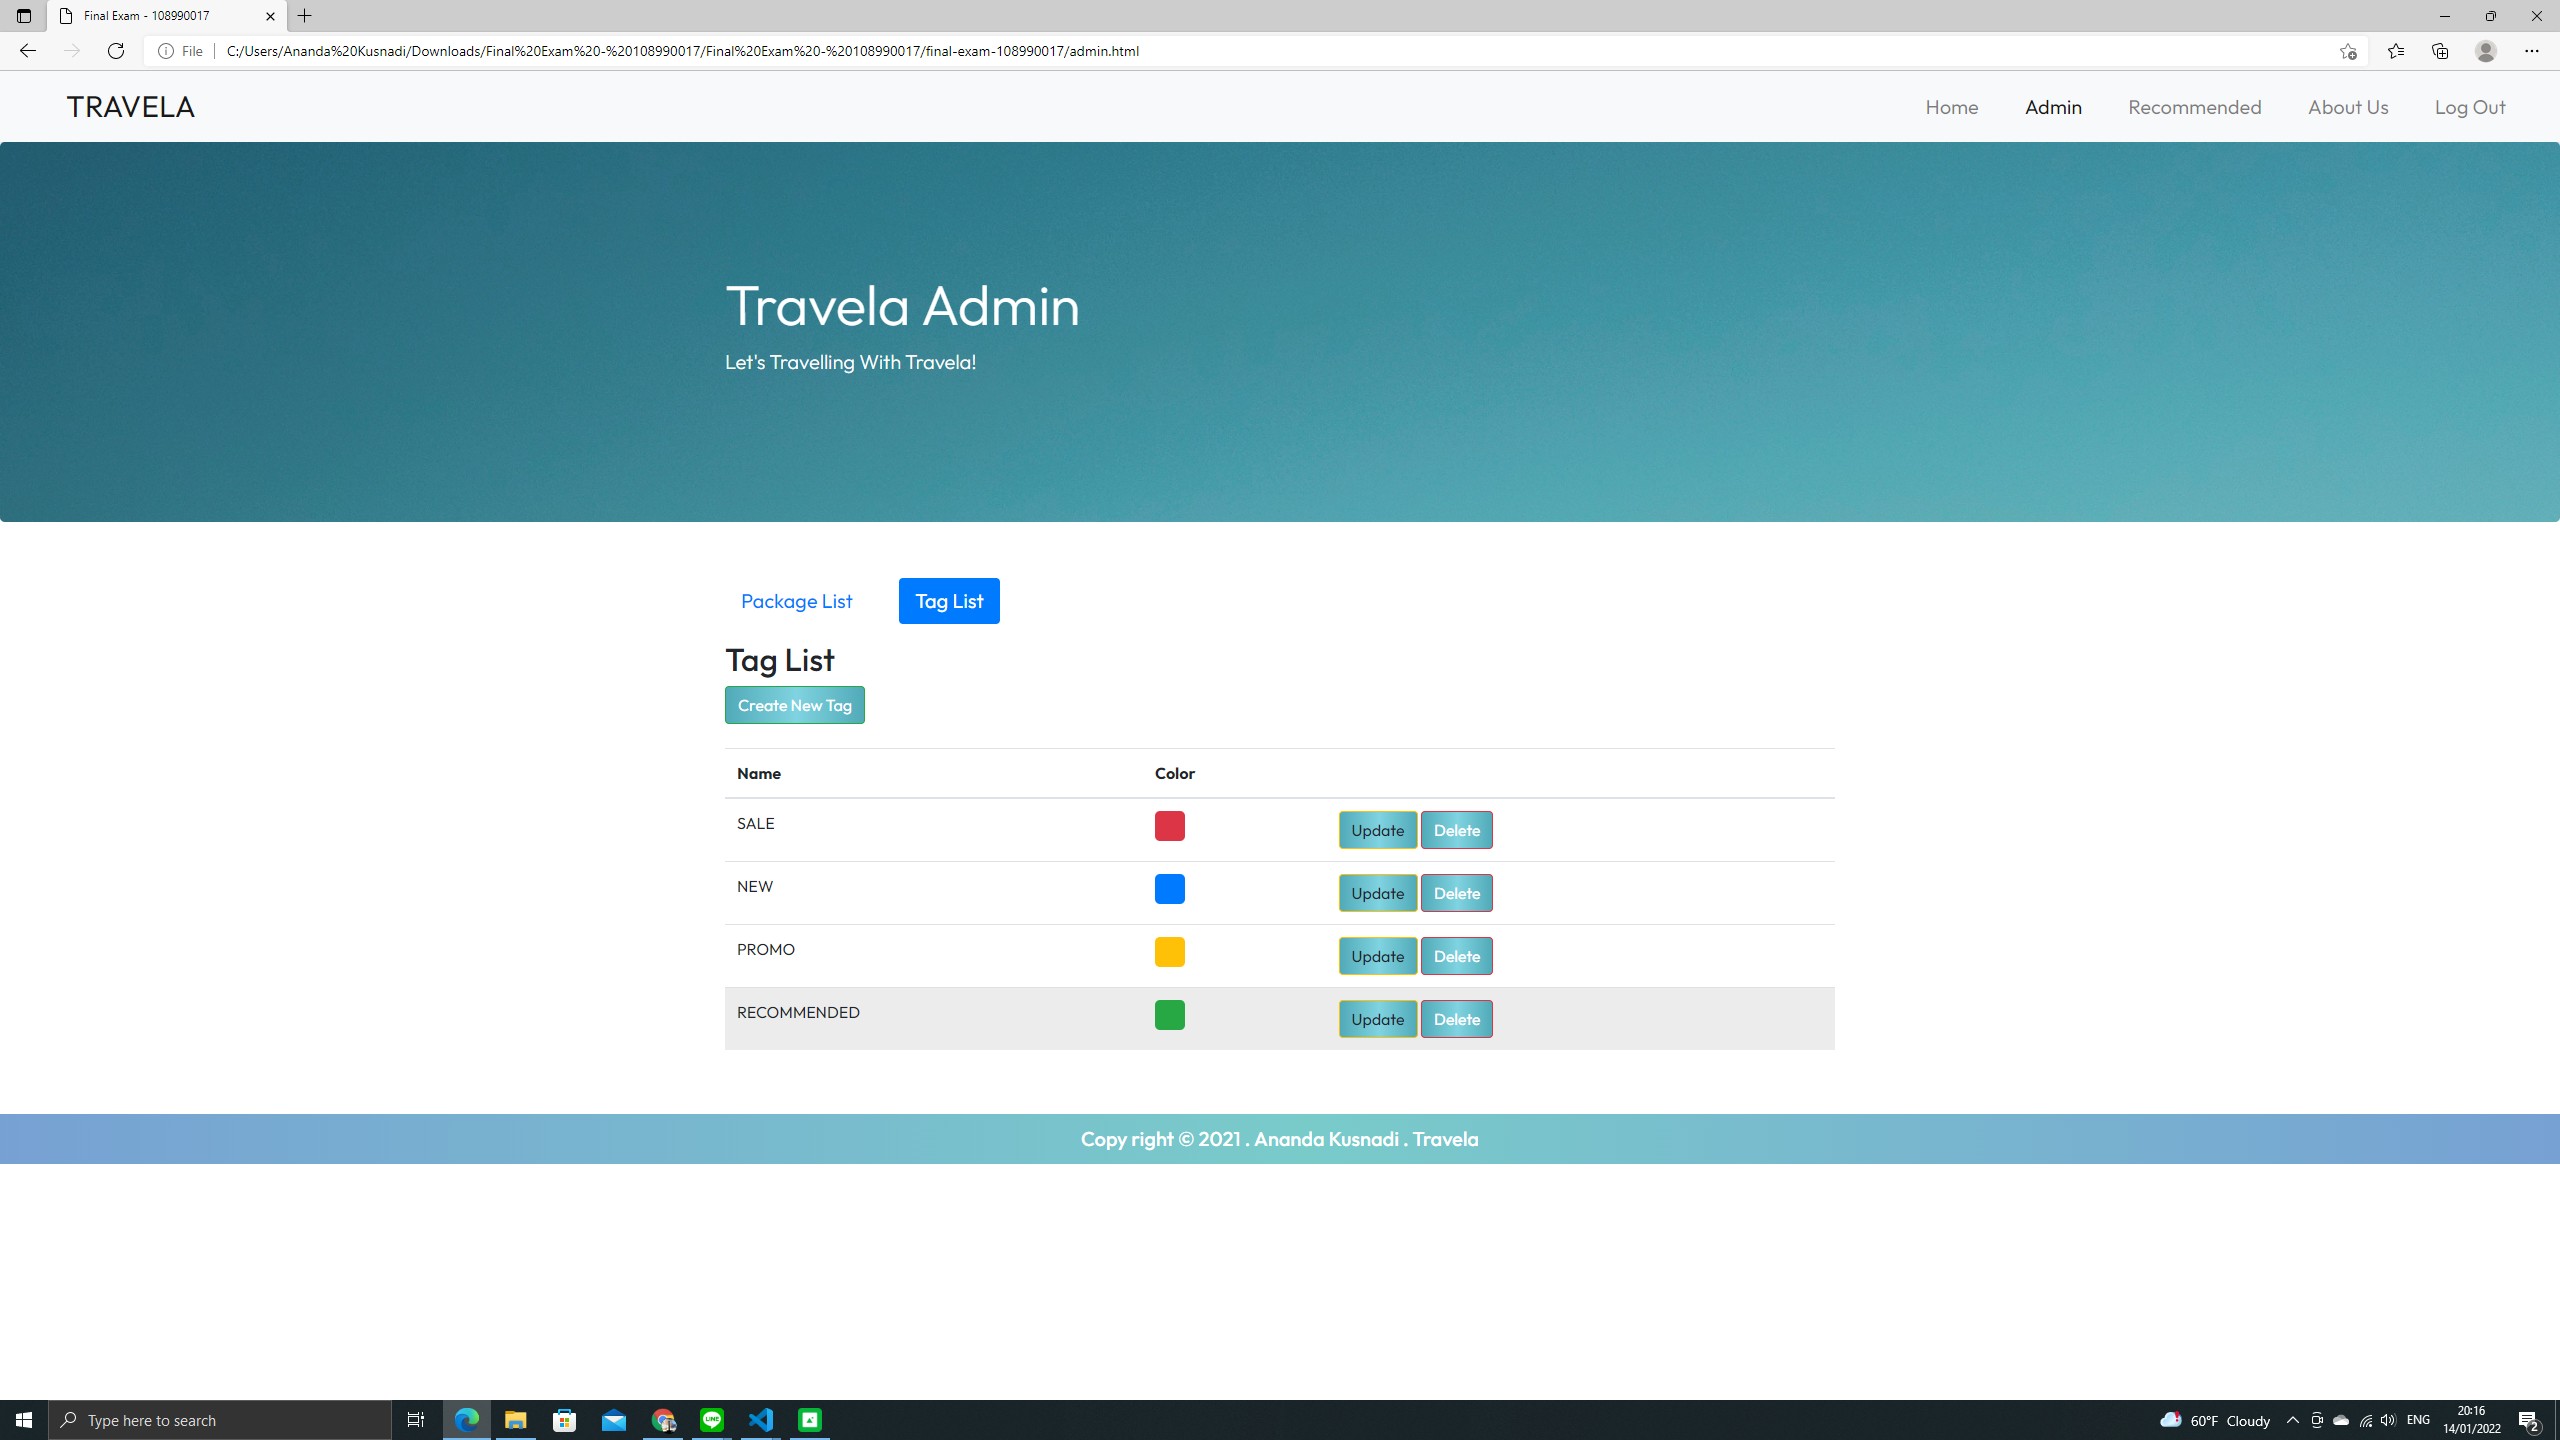 Final Exam - 108990017
File
C:/Users/Ananda%20Kusnadi/Downloads/Final%20Exam%20-%20108990017/Final%20Exam%20-%20108990017/final-exam-108990017/admin.html
TRAVELA
Home Admin Recommended About Us Log Out
Travela Admin
Let's Travelling With Travela!
Package List Tag List
Tag List
Create New Tag
Name Color
SALE Update Delete
NEW Update Delete
PROMO Update Delete
RECOMMENDED Update Delete
Copy right © 2021 . Ananda Kusnadi . Travela
Type here to search
LINE
60°F Cloudy
ENG
20:16
14/01/2022
2